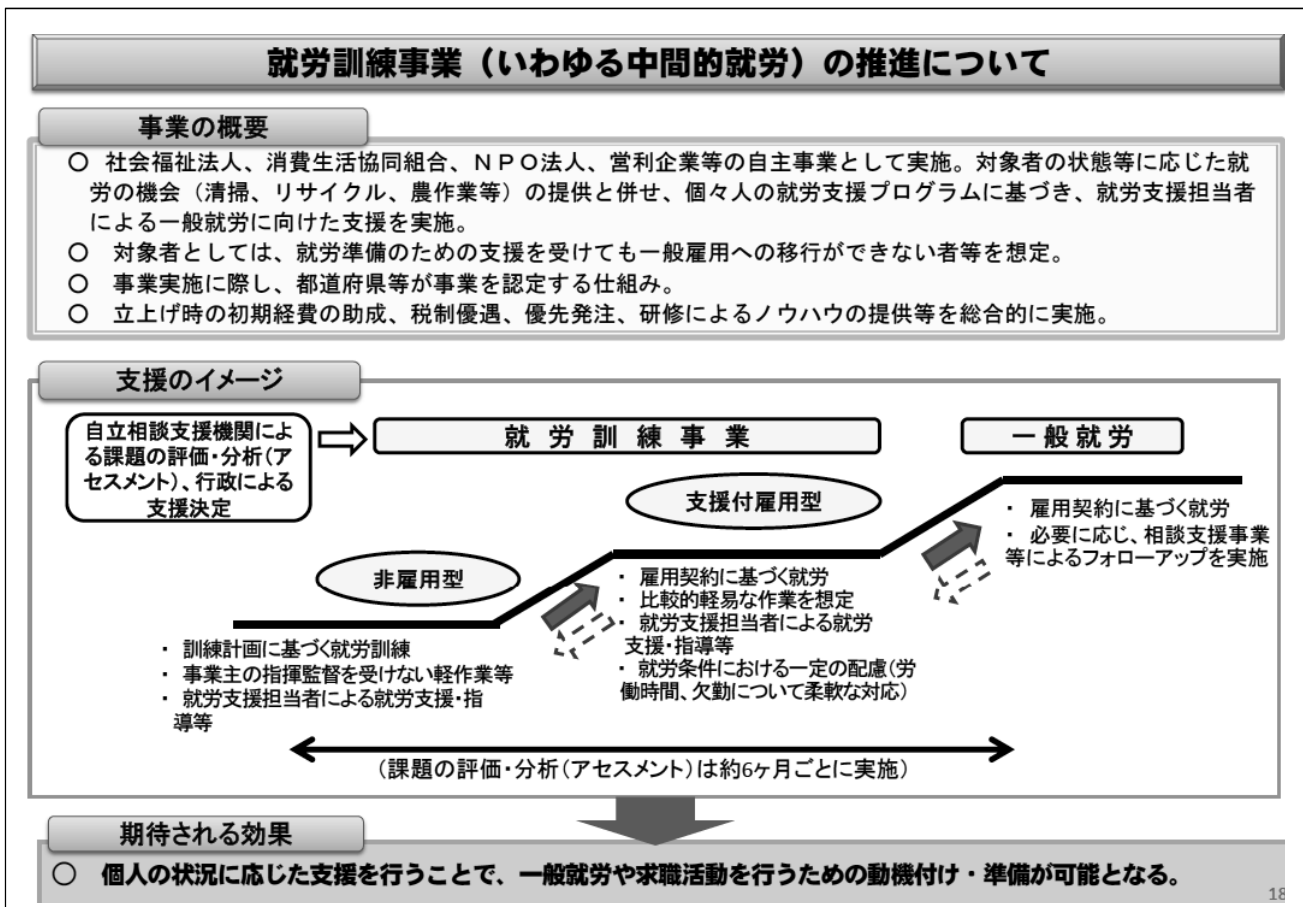 就労訓練事業（いわゆる中間的就労）の推進について
事業の概要
○ 社会福祉法人、消費生活協同組合、ＮＰＯ法人、営利企業等の自主事業として実施。対象者の状態等に応じた就
労の機会（清掃、リサイクル、農作業等）の提供と併せ、個々人の就労支援プログラムに基づき、就労支援担当者
による一般就労に向けた支援を実施。
○ 対象者としては、就労準備のための支援を受けても一般雇用への移行ができない者等を想定。
○ 事業実施に際し、都道府県等が事業を認定する仕組み。
○ 立上げ時の初期経費の助成、税制優遇、優先発注、研修によるノウハウの提供等を総合的に実施。
支援のイメージ
自立相談支援機関によ
る課題の評価・分析(ア
セスメント)、行政による
支援決定
就労訓練事業
一般就労
支援付雇用型
非雇用型
・ 訓練計画に基づく就労訓練
・ 事業主の指揮監督を受けない軽作業等
・ 就労支援担当者による就労支援・指
導等
・ 雇用契約に基づく就労
・ 比較的軽易な作業を想定
・ 就労支援担当者による就労
支援・指導等
・ 就労条件における一定の配慮(労
働時間、欠勤について柔軟な対応)
・ 雇用契約に基づく就労
・ 必要に応じ、相談支援事業
等によるフォローアップを実施
(課題の評価・分析(アセスメント)は約6ヶ月ごとに実施)
期待される効果
○ 個人の状況に応じた支援を行うことで、一般就労や求職活動を行うための動機付け・準備が可能となる。
18